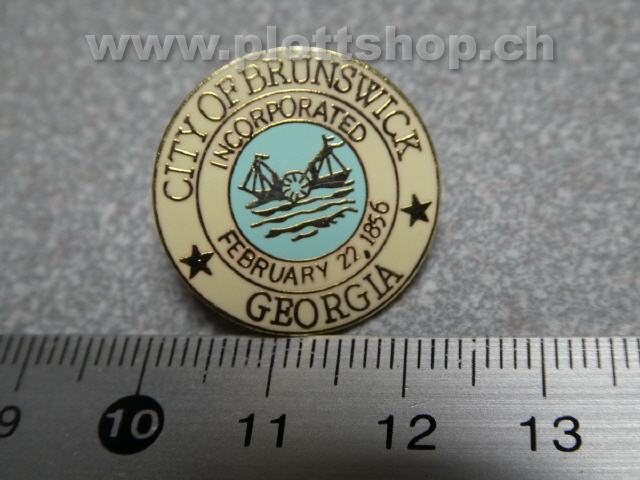 www.plottshop.ch
CITY OF BRUNSWICK
INCORPORATED
FEBRUARY 22, 1856
GEORGIA
9 10 11 12 13